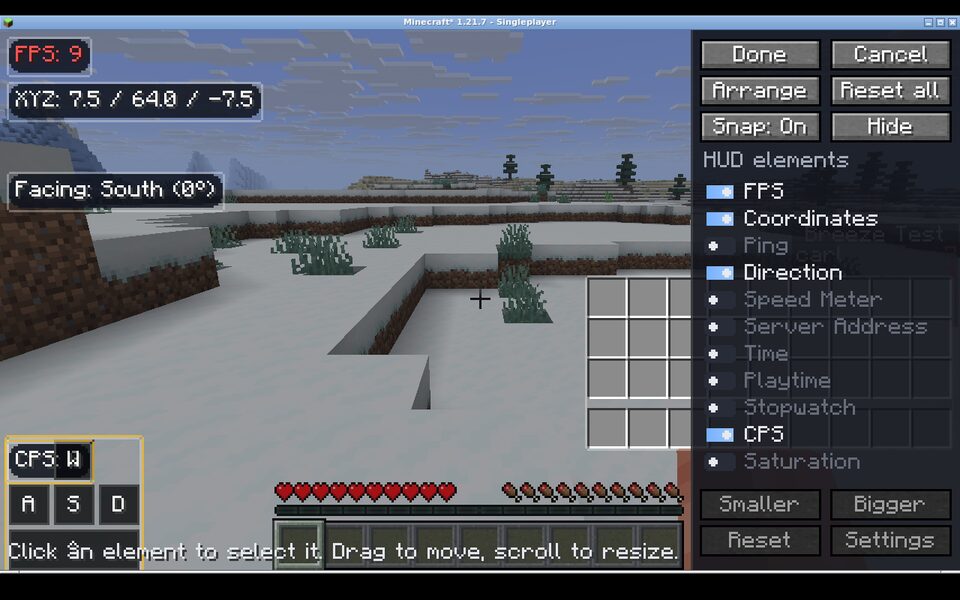 Minecraft* 1.21.7 - Singleplayer
FPS: 9
XYZ: 7.5 / 64.0 / -7.5
Facing: South (0°)
Done
Cancel
Arrange
Reset all
Snap: On
Hide
HUD elements
FPS
Coordinates
Ping
Direction
Speed Meter
Server Address
Time
Playtime
Stopwatch
CPS
Saturation
Smaller
Bigger
Reset
Settings
CPS: W
A S D
Click an element to select it. Drag to move, scroll to resize.